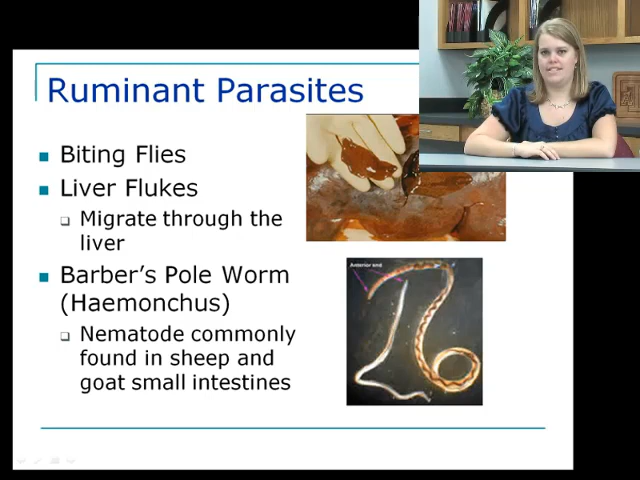 Ruminant Parasites
Biting Flies
Liver Flukes
Migrate through the
liver
Barber's Pole Worm
(Haemonchus)
Nematode commonly
found in sheep and
goat small intestines
Anterior end